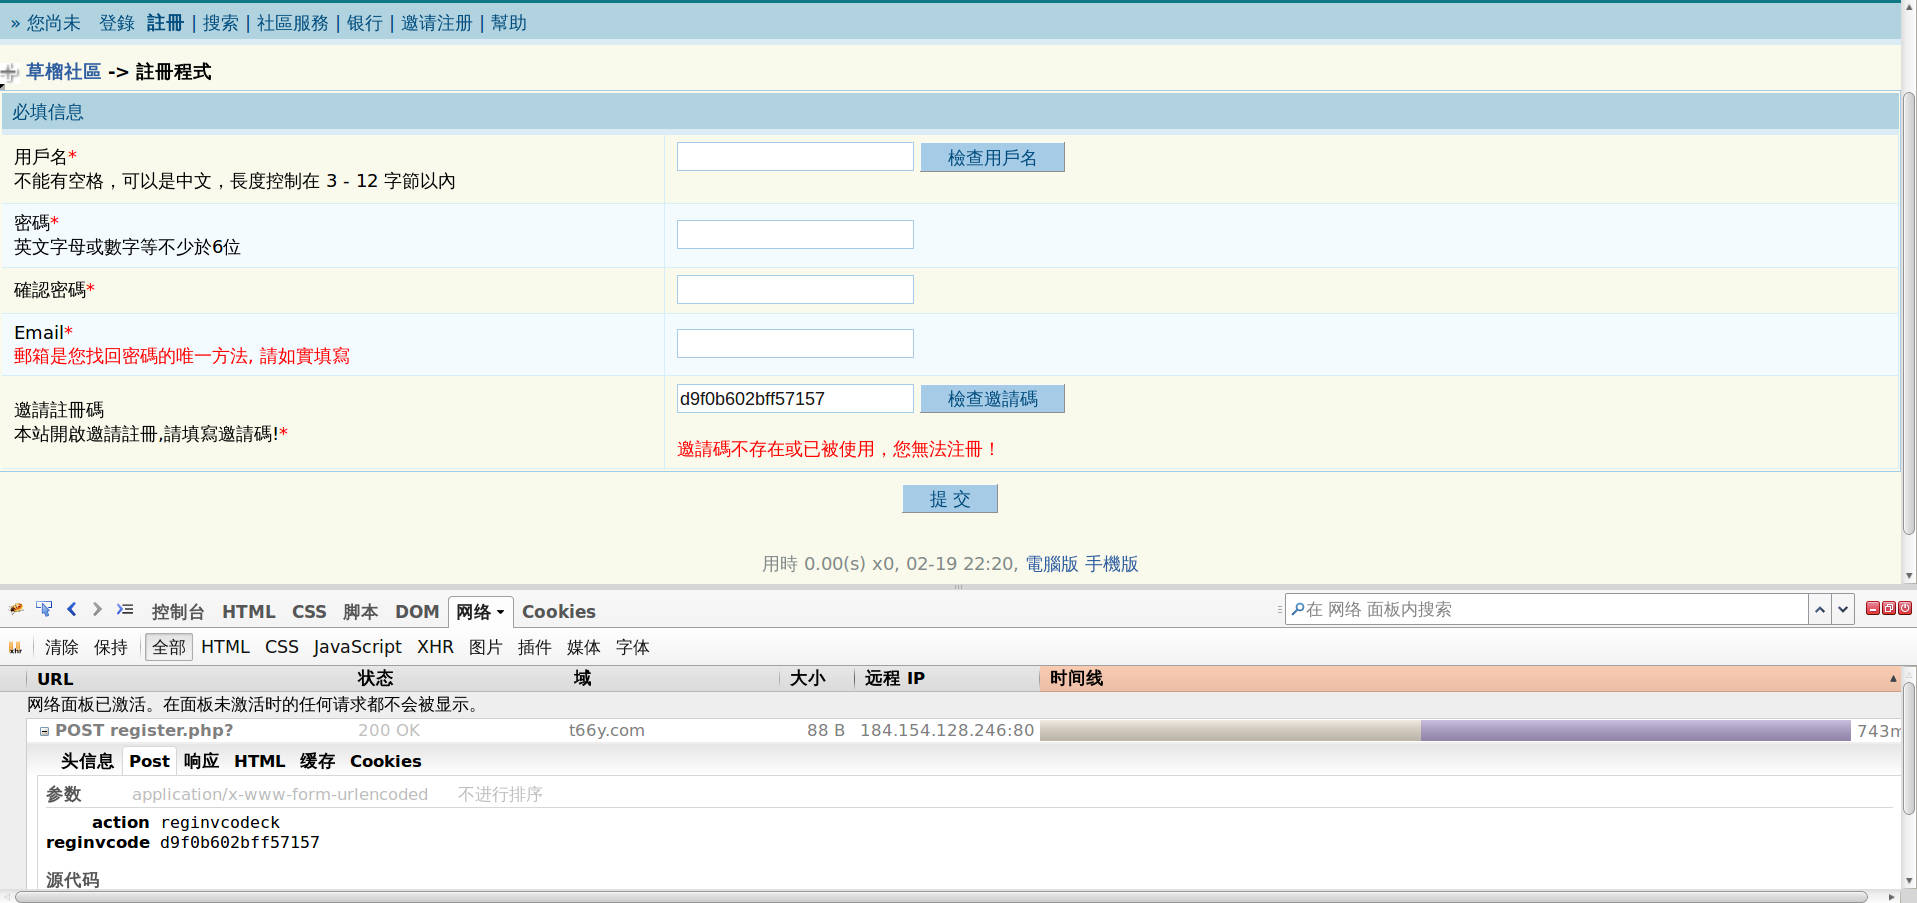 » 您尚未 登錄 註冊 | 搜索 | 社區服務 | 银行 | 邀请注册 | 幫助
草榴社區 -> 註冊程式
必填信息
用戶名*
檢查用戶名
不能有空格，可以是中文，長度控制在 3 - 12 字節以內
密碼*
英文字母或數字等不少於6位
確認密碼*
Email*
郵箱是您找回密碼的唯一方法, 請如實填寫
邀請註冊碼
d9f0b602bff57157 檢查邀請碼
本站開啟邀請註冊,請填寫邀請碼!*
邀請碼不存在或已被使用，您無法注冊！
提 交
用時 0.00(s) x0, 02-19 22:20, 電腦版 手機版
控制台 HTML CSS 脚本 DOM 网络 Cookies 在 网络 面板内搜索
清除 保持 全部 HTML CSS JavaScript XHR 图片 插件 媒体 字体
URL 状态 域 大小 远程 IP 时间线
网络面板已激活。在面板未激活时的任何请求都不会被显示。
POST register.php? 200 OK t66y.com 88 B 184.154.128.246:80 743m
头信息 Post 响应 HTML 缓存 Cookies
参数 application/x-www-form-urlencoded 不进行排序
action reginvcodeck
reginvcode d9f0b602bff57157
源代码